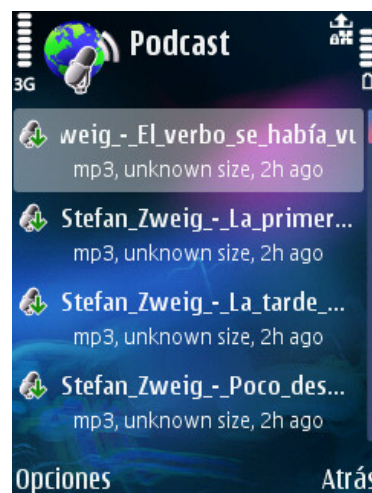 Podcast
3G
weig_-_El_verbo_se_había_vu
mp3, unknown size, 2h ago
Stefan_Zweig_-_La_primer...
mp3, unknown size, 2h ago
Stefan_Zweig_-_La_tarde_...
mp3, unknown size, 2h ago
Stefan_Zweig_-_Poco_des...
mp3, unknown size, 2h ago
Opciones Atrás